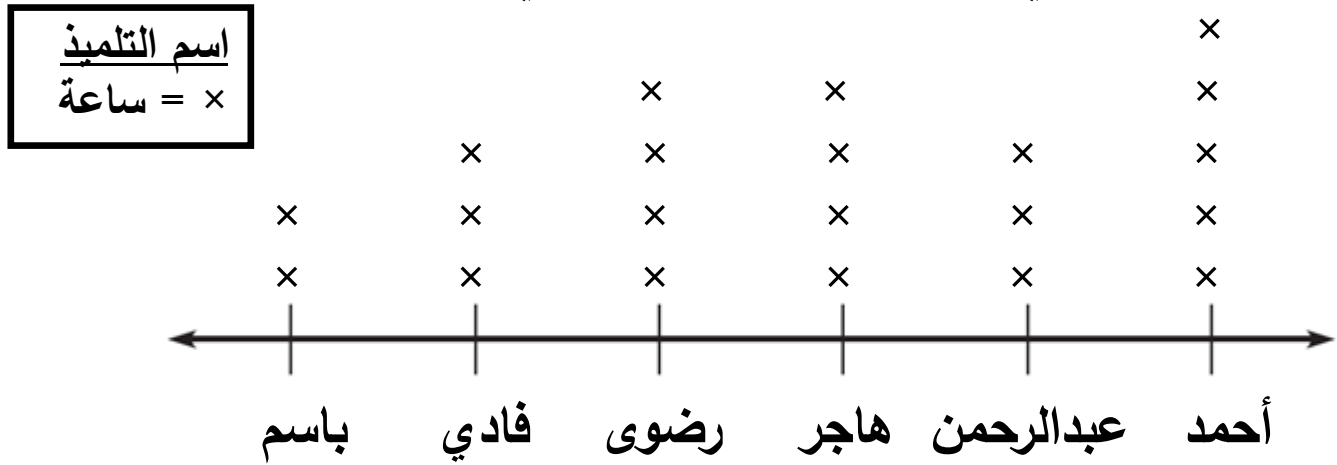 اسم التلميذ
× = ساعة
أحمد عبدالرحمن هاجر رضوى فادي باسم